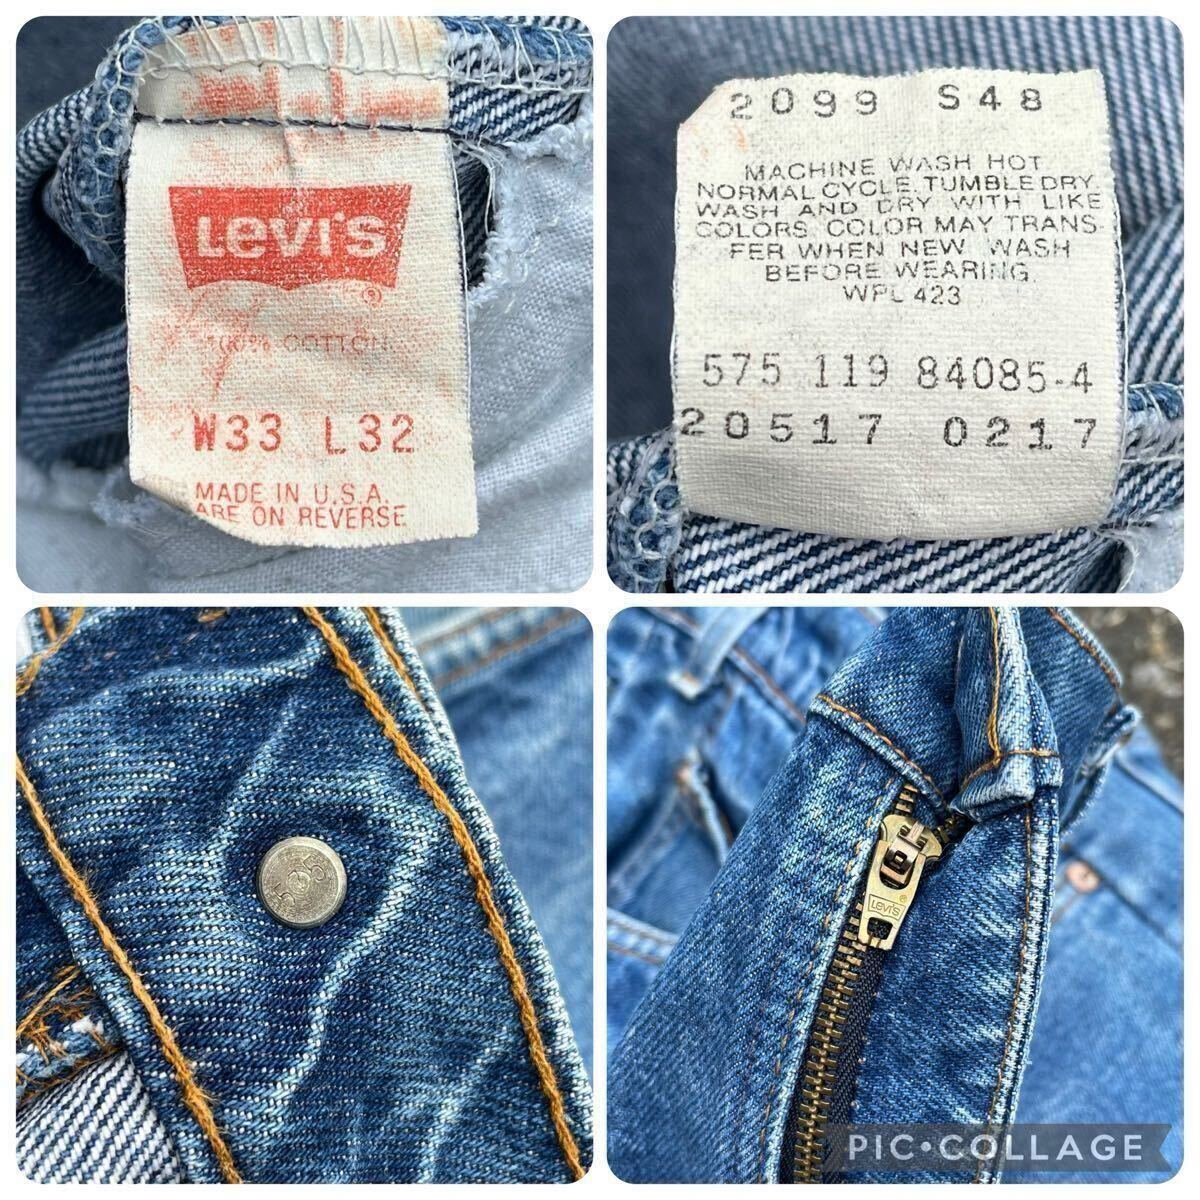 Levi's
®
100% COTTON
W33 L32
MADE IN U.S.A.
ARE ON REVERSE
2099 S48
MACHINE WASH HOT
NORMAL CYCLE. TUMBLE DRY
WASH AND DRY WITH LIKE
COLORS. COLOR MAY TRANS
FER WHEN NEW. WASH
BEFORE WEARING.
WPL 423
575 119 84085-4
20517 0217
Levi's
®
PIC•COLLAGE